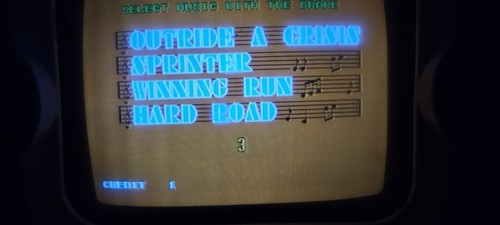 SELECT MUSIC WITH THE BRAKE
OUTRIDE A CRISIS
SPRINTER
WINNING RUN
HARD ROAD
3
CREDIT 1